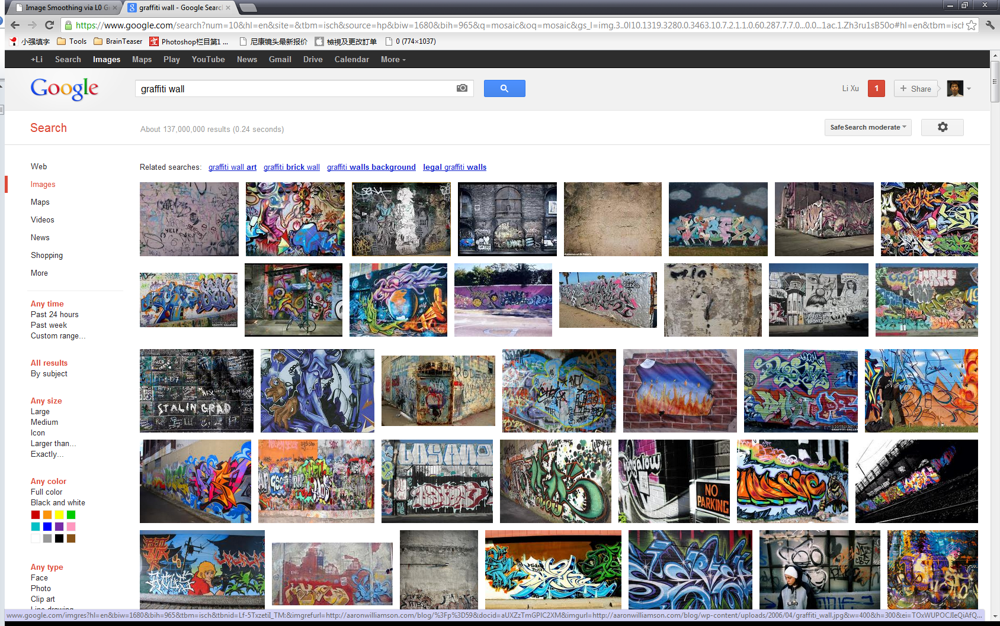 Image Smoothing via L0 G
graffiti wall - Google Searc
https://www.google.com/search?num=10&hl=en&site=&tbm=isch&source=hp&biw=1680&bih=965&q=mosaic&oq=mosaic&gs_l=img.3..0l10.1319.3280.0.3463.10.7.2.1.1.0.60.287.7.7.0...0.0...1ac.1.Zh3ru1sB50o#hl=en&tbm=isch
小强填字 Tools BrainTeaser Photoshop栏目第1 ... 尼康镜头最新报价 檢視及更改訂單 0 (774×1037)
+Li Search Images Maps Play YouTube News Gmail Drive Calendar More
Google graffiti wall Li Xu 1 + Share
Search About 137,000,000 results (0.24 seconds) SafeSearch moderate
Related searches: graffiti wall art graffiti brick wall graffiti walls background legal graffiti walls
Web
Images
Maps
Videos
News
Shopping
More
Any time
Past 24 hours
Past week
Custom range...
All results
By subject
Any size
Large
Medium
Icon
Larger than...
Exactly...
Any color
Full color
Black and white
Any type
Face
Photo
Clip art
Line drawing
YELP
STALINGRAD
NO
PARKING
www.google.com/imgres?hl=en&biw=1680&bih=965&tbm=isch&tbnid=Lf-5TxzetiI_TM:&imgrefurl=http://aaronwilliamson.com/blog/%3Fp%3D59&docid=aUXZzTmGPIC2XM&imgurl=http://aaronwilliamson.com/blog/wp-content/uploads/2006/04/graffiti_wall.jpg&w=400&h=300&ei=TOxWUPOCJIeQiAfQ...